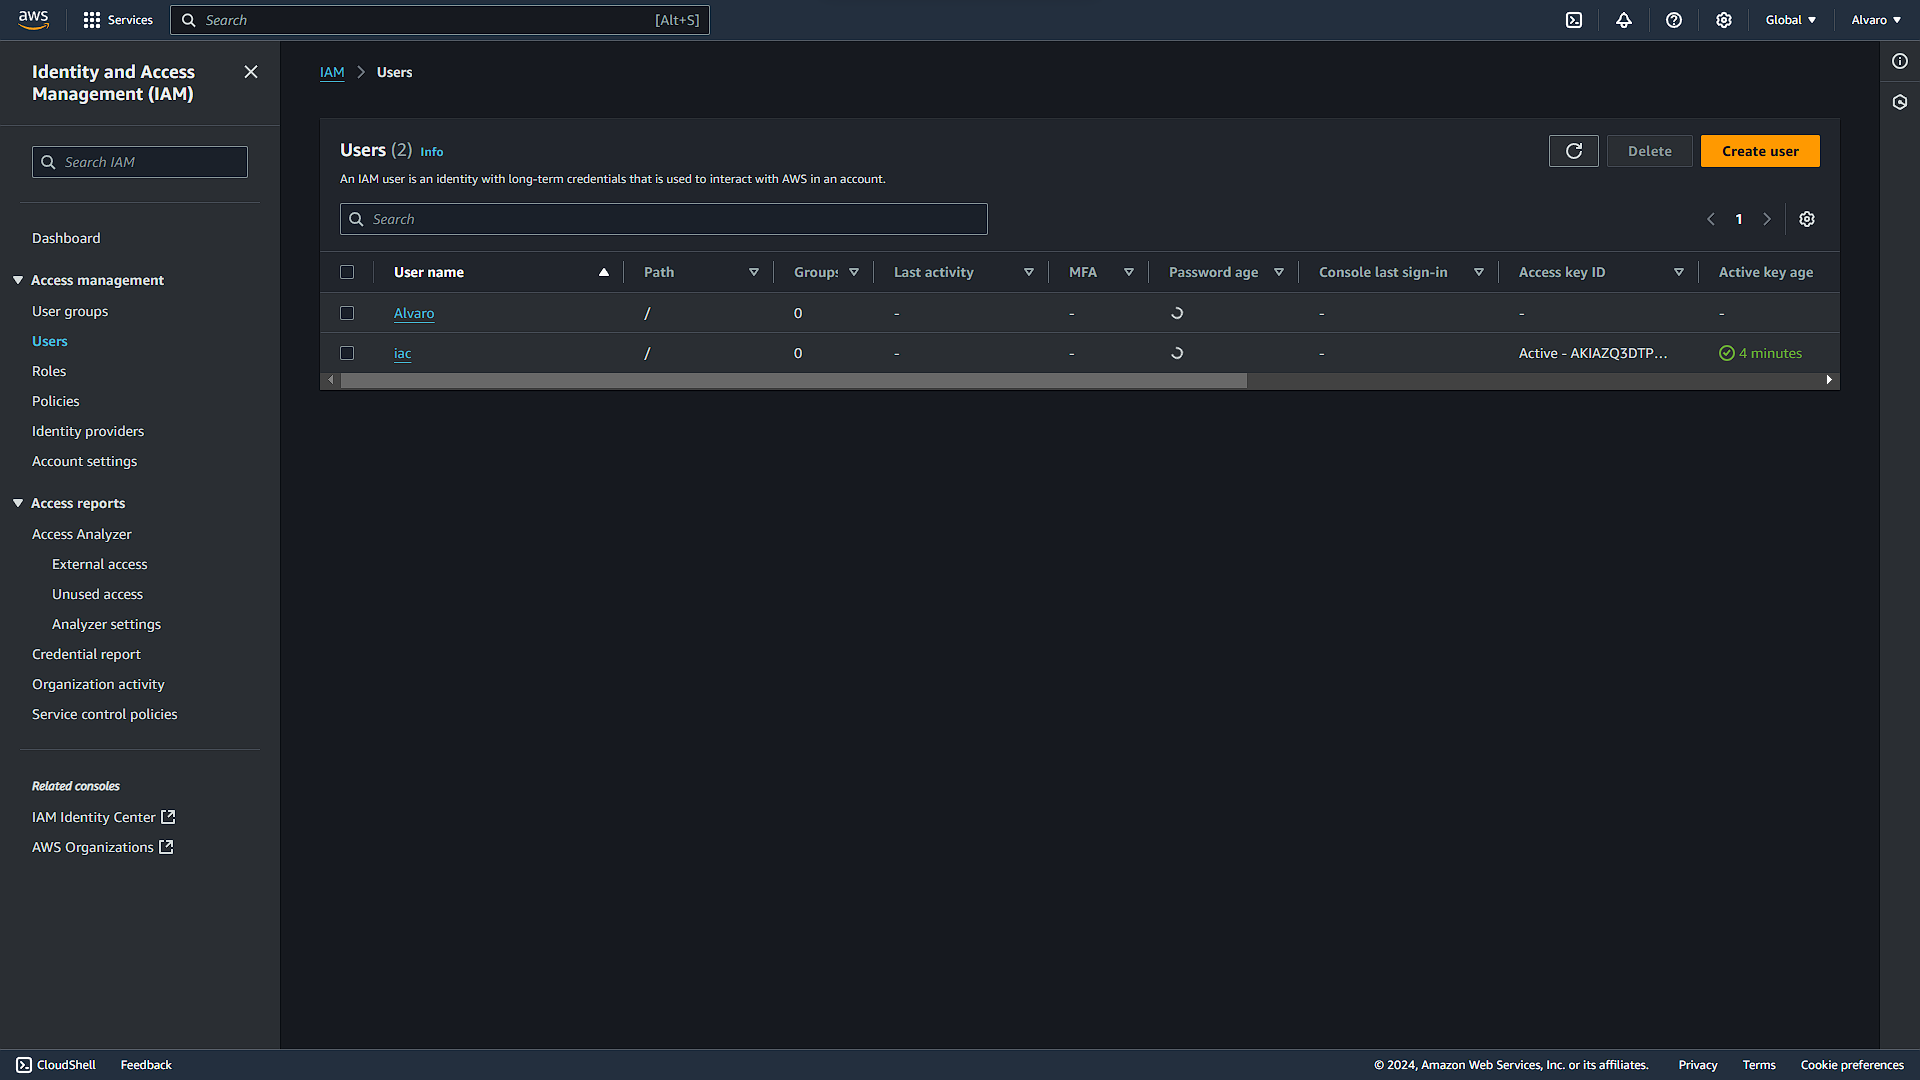 aws
Services
Search
[Alt+S]
Global
Alvaro
Identity and Access
Management (IAM)
Search IAM
Dashboard
Access management
User groups
Users
Roles
Policies
Identity providers
Account settings
Access reports
Access Analyzer
External access
Unused access
Analyzer settings
Credential report
Organization activity
Service control policies
Related consoles
IAM Identity Center
AWS Organizations
IAM
Users
Users (2)
Info
An IAM user is an identity with long-term credentials that is used to interact with AWS in an account.
Delete
Create user
Search
1
User name
Path
Groups
Last activity
MFA
Password age
Console last sign-in
Access key ID
Active key age
Alvaro / 0 - - - - -
iac / 0 - - - Active - AKIAZQ3DTP... 4 minutes
CloudShell
Feedback
© 2024, Amazon Web Services, Inc. or its affiliates.
Privacy
Terms
Cookie preferences